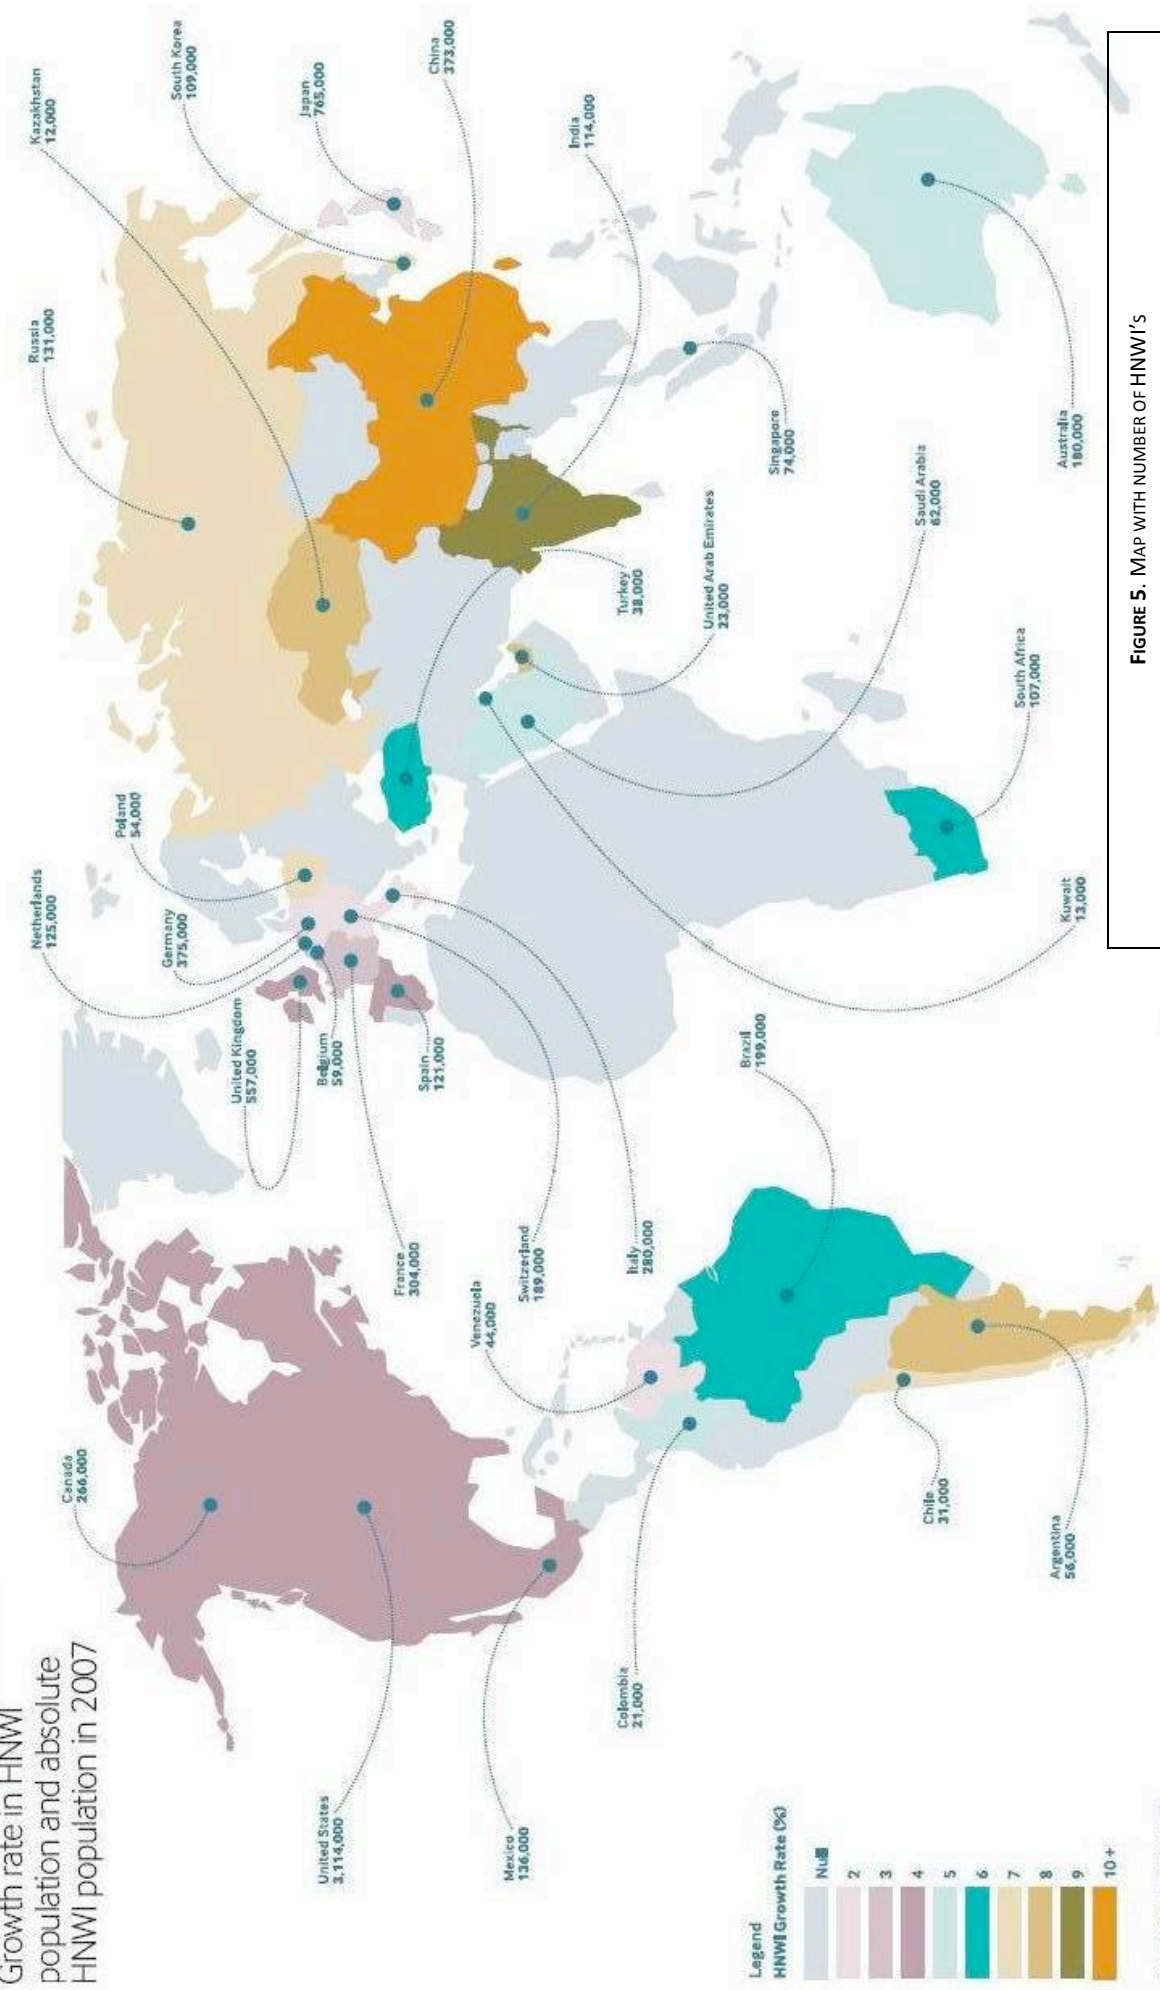 Growth rate in HNWI
population and absolute
HNWI population in 2007
Canada
266,000
United States
3,114,000
Mexico
136,000
Colombia
21,000
Venezuela
44,000
Chile
31,000
Argentina
56,000
Brazil
199,000
France
304,000
Switzerland
189,000
Italy
280,000
United Kingdom
557,000
Belgium
59,000
Spain
121,000
Netherlands
125,000
Germany
375,000
Poland
54,000
Kuwait
13,000
South Africa
107,000
Saudi Arabia
62,000
United Arab Emirates
23,000
Turkey
38,000
Russia
131,000
Kazakhstan
12,000
South Korea
109,000
Japan
765,000
China
373,000
India
114,000
Singapore
74,000
Australia
180,000
Legend
HNWI Growth Rate (%)
Null
2
3
4
5
6
7
8
9
10+
FIGURE 5. MAP WITH NUMBER OF HNWI'S